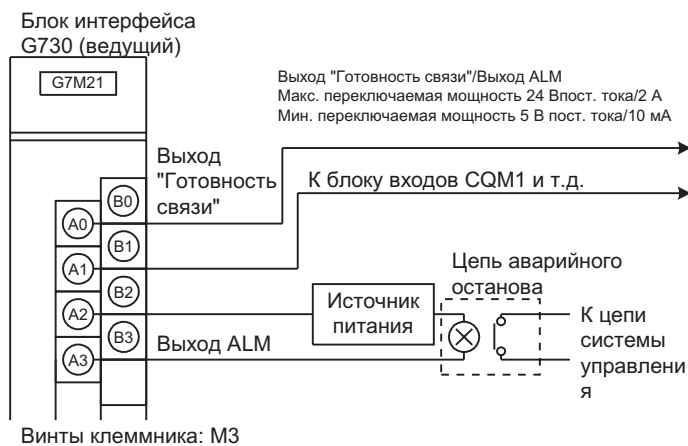 Блок интерфейса
G730 (ведущий)
G7M21
Выход "Готовность связи"/Выход ALM
Макс. переключаемая мощность 24 Впост. тока/2 А
Мин. переключаемая мощность 5 В пост. тока/10 мА
Выход
"Готовность
связи"
К блоку входов CQM1 и т.д.
B0
A0
B1
A1
B2
A2
B3
A3
Цепь аварийного
останова
Источник
питания
К цепи
системы
управлени
я
Выход ALM
Винты клеммника: М3